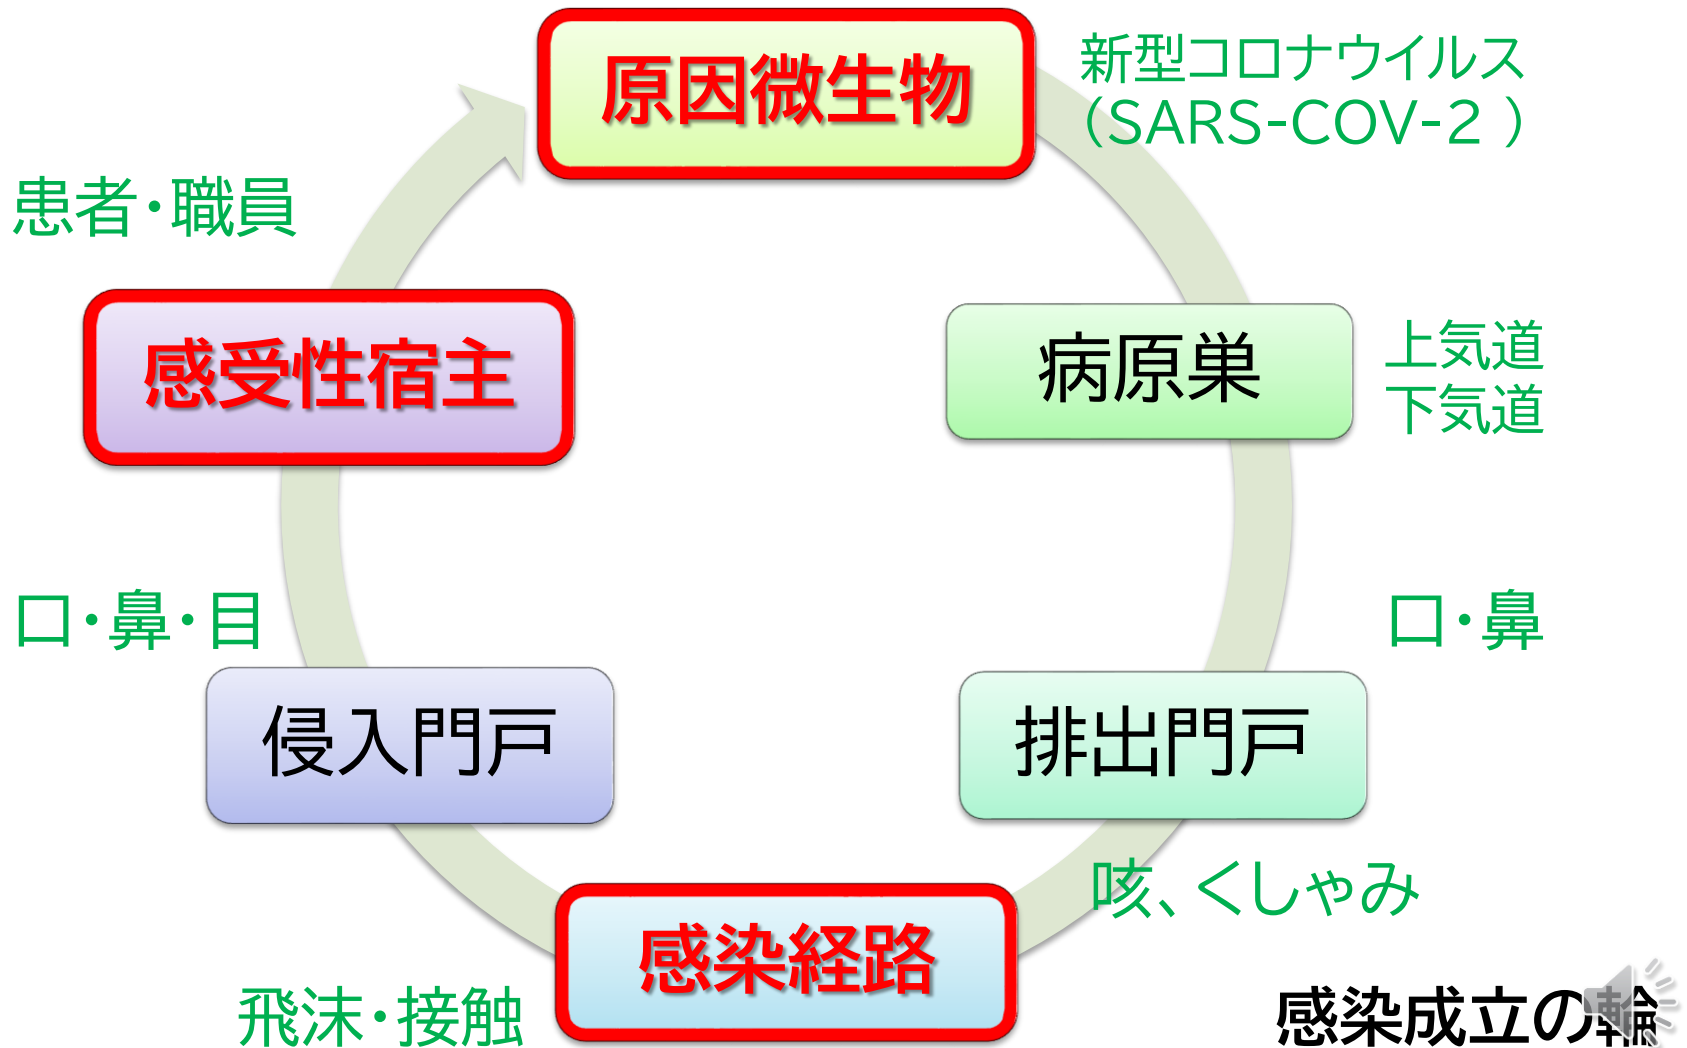 原因微生物
新型コロナウイルス
（SARS-COV-2 ）
病原巣
上気道
下気道
口・鼻
排出門戸
咳、くしゃみ
感染経路
飛沫・接触
侵入門戸
口・鼻・目
感受性宿主
患者・職員
感染成立の輪